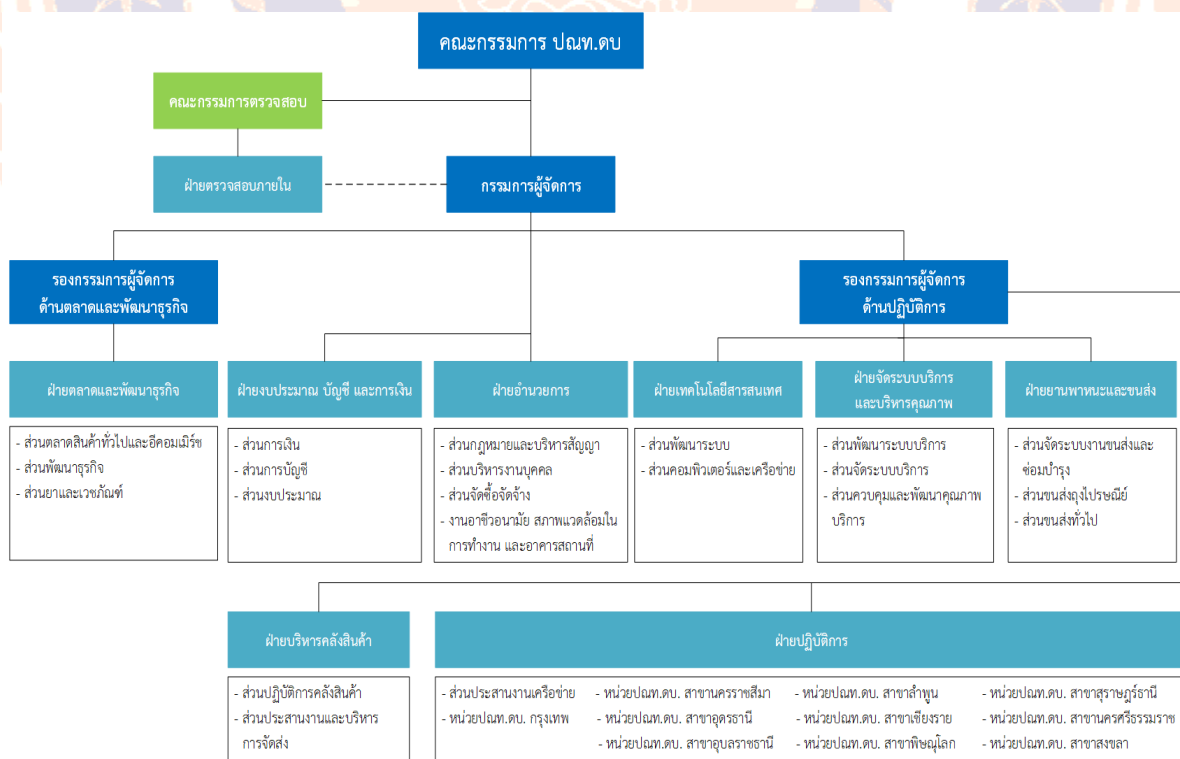 คณะกรรมการ ปณท.ดบ
คณะกรรมการตรวจสอบ
ฝ่ายตรวจสอบภายใน
กรรมการผู้จัดการ
รองกรรมการผู้จัดการ
ด้านตลาดและพัฒนาธุรกิจ
รองกรรมการผู้จัดการ
ด้านปฏิบัติการ
ฝ่ายตลาดและพัฒนาธุรกิจ
- ส่วนตลาดสินค้าทั่วไปและอีคอมเมิร์ซ
- ส่วนพัฒนาธุรกิจ
- ส่วนยาและเวชภัณฑ์
ฝ่ายงบประมาณ บัญชี และการเงิน
- ส่วนการเงิน
- ส่วนการบัญชี
- ส่วนงบประมาณ
ฝ่ายอำนวยการ
- ส่วนกฎหมายและบริหารสัญญา
- ส่วนบริหารงานบุคคล
- ส่วนจัดซื้อจัดจ้าง
- งานอาชีวอนามัย สภาพแวดล้อมใน
การทำงาน และอาคารสถานที่
ฝ่ายเทคโนโลยีสารสนเทศ
- ส่วนพัฒนาระบบ
- ส่วนคอมพิวเตอร์และเครือข่าย
ฝ่ายจัดระบบบริการ
และบริหารคุณภาพ
- ส่วนพัฒนาระบบบริการ
- ส่วนจัดระบบบริการ
- ส่วนควบคุมและพัฒนาคุณภาพ
บริการ
ฝ่ายยานพาหนะและขนส่ง
- ส่วนจัดระบบงานขนส่งและ
ซ่อมบำรุง
- ส่วนขนส่งถุงไปรษณีย์
- ส่วนขนส่งทั่วไป
ฝ่ายบริหารคลังสินค้า
- ส่วนปฏิบัติการคลังสินค้า
- ส่วนประสานงานและบริหาร
การจัดส่ง
ฝ่ายปฏิบัติการ
- ส่วนประสานงานเครือข่าย
- หน่วยปณท.ดบ. กรุงเทพ
- หน่วยปณท.ดบ. สาขานครราชสีมา
- หน่วยปณท.ดบ. สาขาอุดรธานี
- หน่วยปณท.ดบ. สาขาอุบลราชธานี
- หน่วยปณท.ดบ. สาขาลำพูน
- หน่วยปณท.ดบ. สาขาเชียงราย
- หน่วยปณท.ดบ. สาขาพิษณุโลก
- หน่วยปณท.ดบ. สาขาสุราษฎร์ธานี
- หน่วยปณท.ดบ. สาขานครศรีธรรมราช
- หน่วยปณท.ดบ. สาขาสงขลา